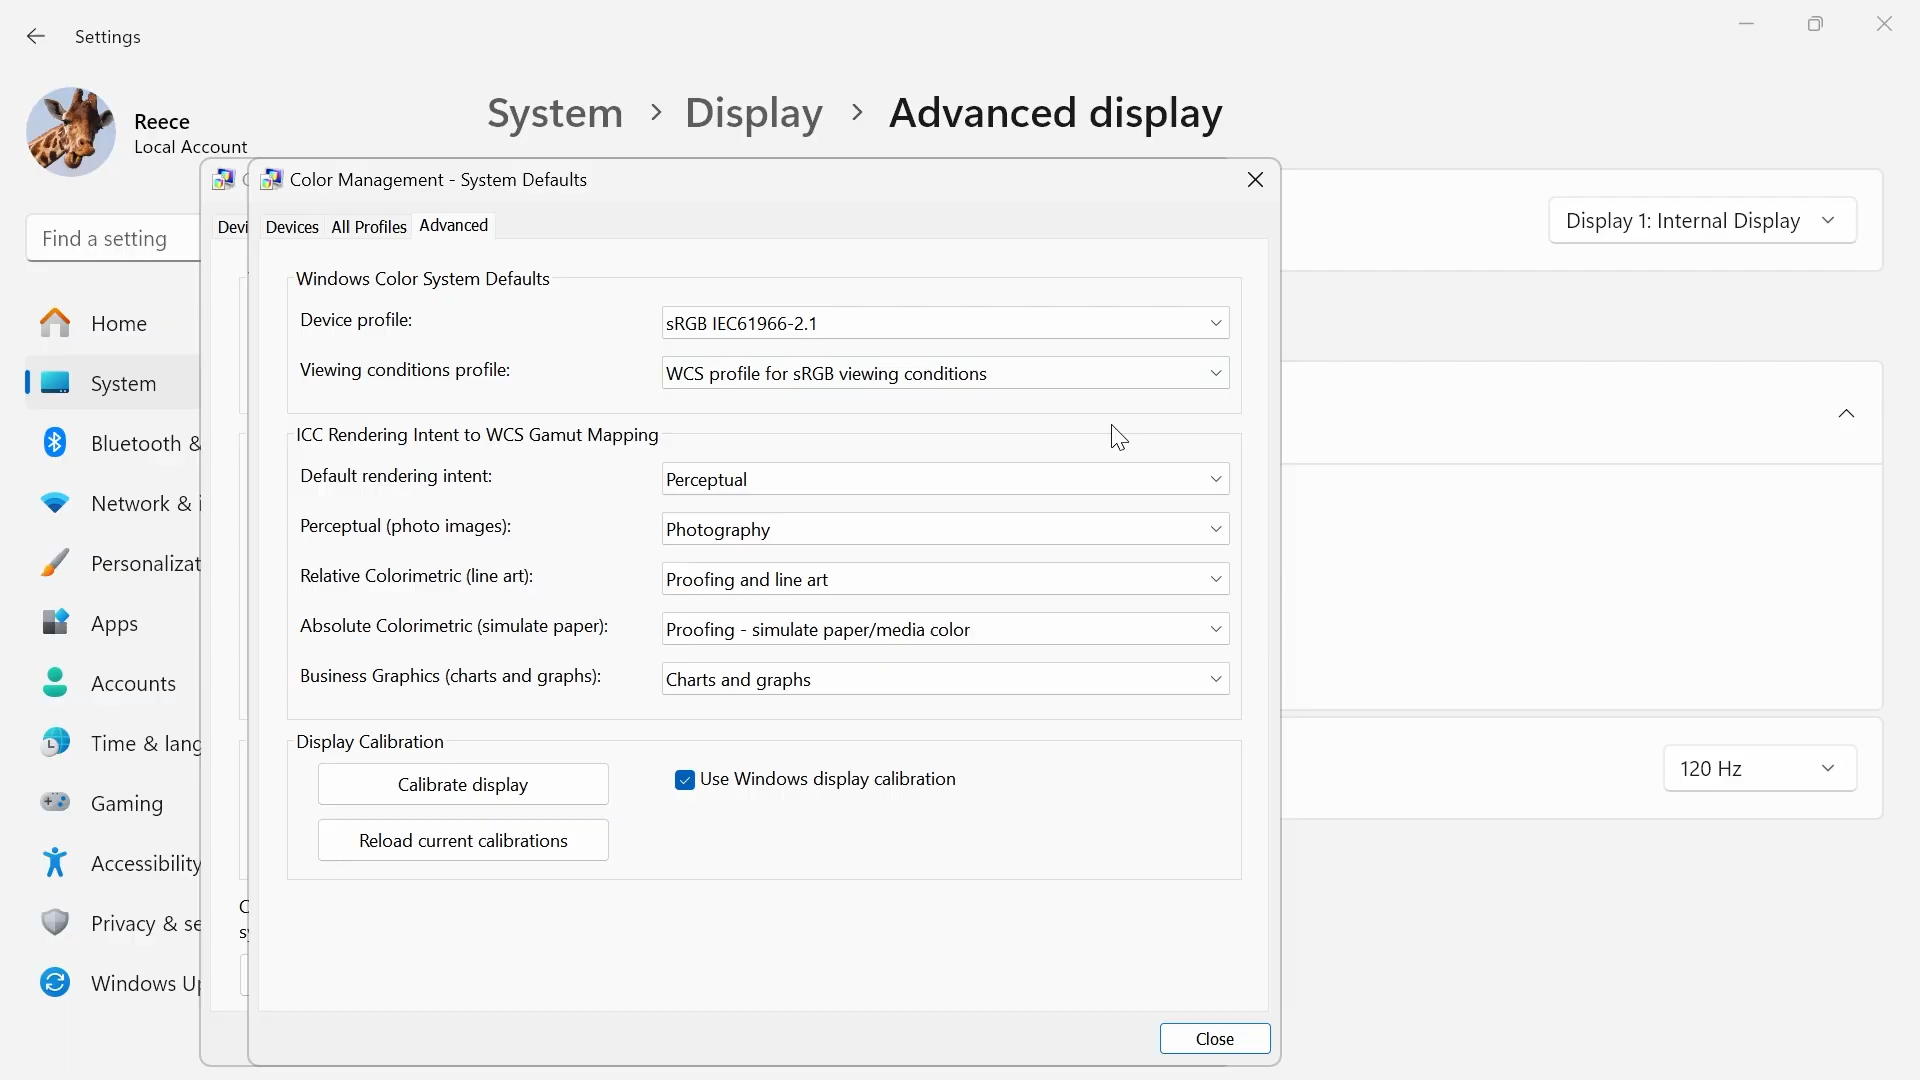 Settings
Reece
Local Account
System > Display > Advanced display
Find a setting
Home
System
Bluetooth &
Network &
Personalizat
Apps
Accounts
Time & lang
Gaming
Accessibility
Privacy & se
Windows Up
Devi
Color Management - System Defaults
Devices
All Profiles
Advanced
Windows Color System Defaults
Device profile:
sRGB IEC61966-2.1
Viewing conditions profile:
WCS profile for sRGB viewing conditions
ICC Rendering Intent to WCS Gamut Mapping
Default rendering intent:
Perceptual
Perceptual (photo images):
Photography
Relative Colorimetric (line art):
Proofing and line art
Absolute Colorimetric (simulate paper):
Proofing - simulate paper/media color
Business Graphics (charts and graphs):
Charts and graphs
Display Calibration
Calibrate display
Use Windows display calibration
Reload current calibrations
Close
Display 1: Internal Display
120 Hz